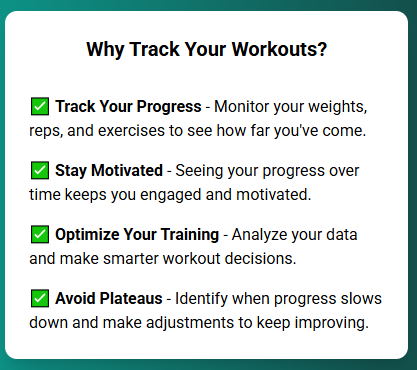 Why Track Your Workouts?
✅ Track Your Progress - Monitor your weights,
reps, and exercises to see how far you've come.
✅ Stay Motivated - Seeing your progress over
time keeps you engaged and motivated.
✅ Optimize Your Training - Analyze your data
and make smarter workout decisions.
✅ Avoid Plateaus - Identify when progress slows
down and make adjustments to keep improving.